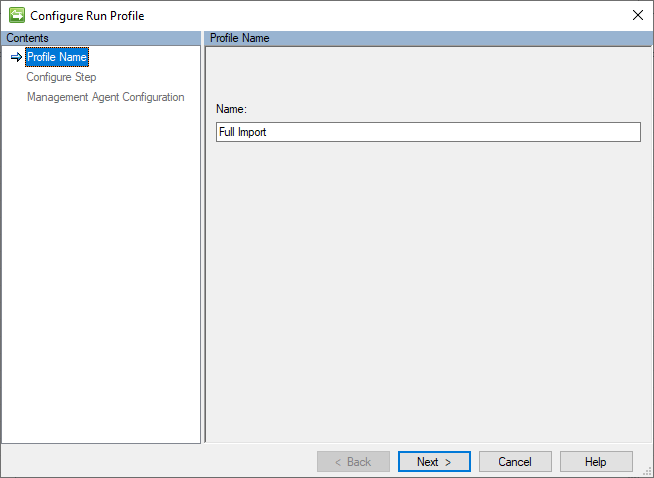 Configure Run Profile
Contents
Profile Name
Configure Step
Management Agent Configuration
Profile Name
Name:
Full Import
< Back
Next >
Cancel
Help